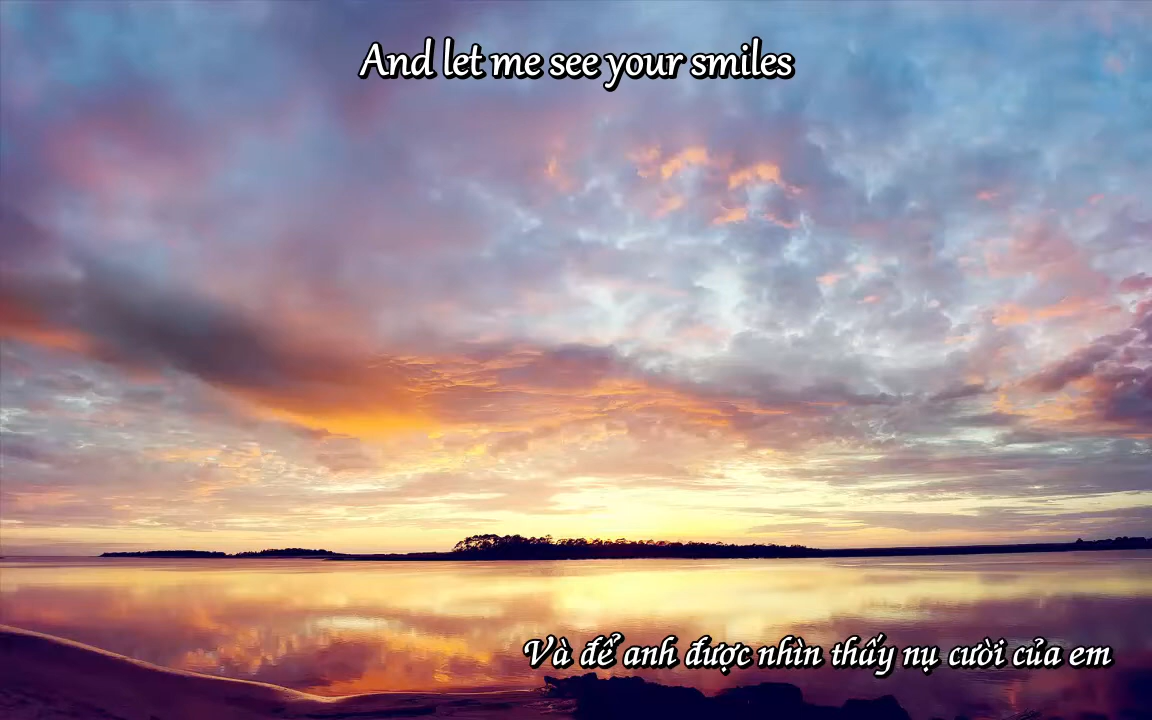 And let me see your smiles
Và để anh được nhìn thấy nụ cười của em